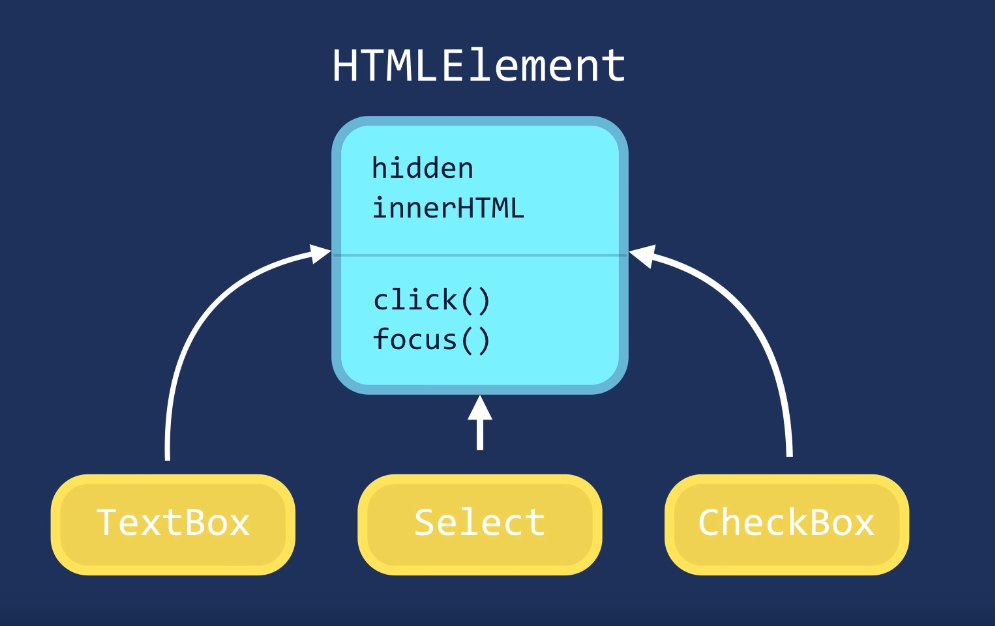 HTMLElement
hidden
innerHTML
click()
focus()
TextBox
Select
CheckBox